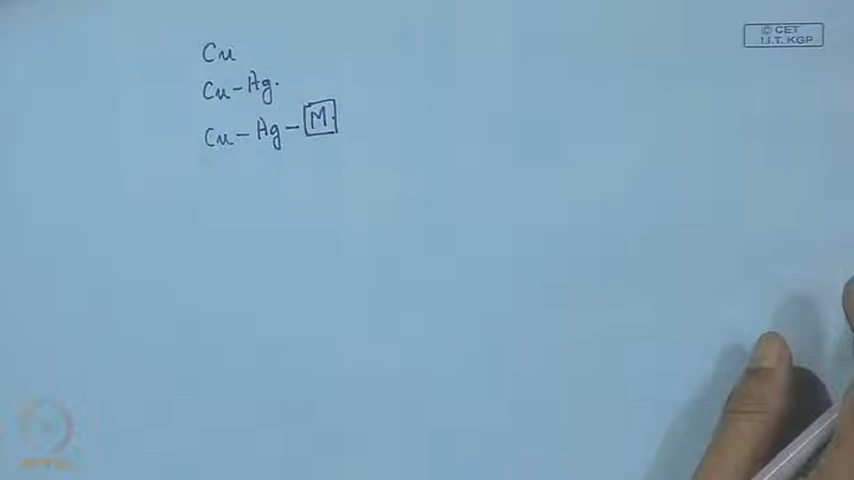 © CET
I.I.T. KGP
Cu
Cu-Ag.
Cu-Ag-M.